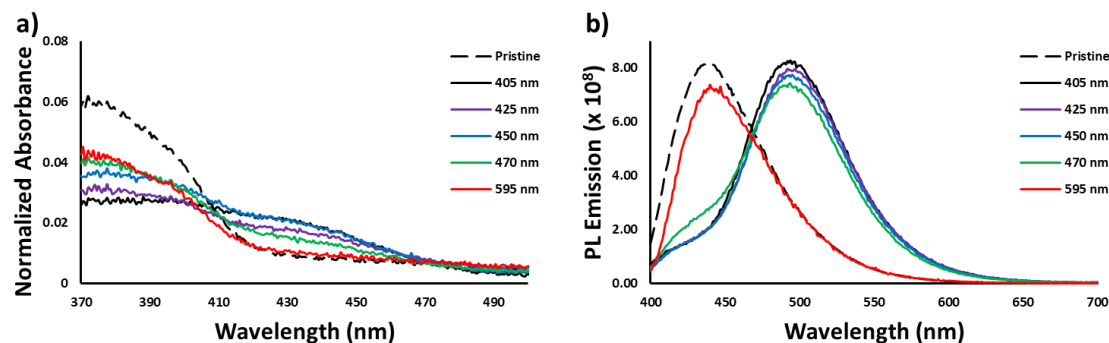 a)
Normalized Absorbance
0.08
0.06
0.04
0.02
0
370
390
410
430
450
470
490
Wavelength (nm)
Pristine
405 nm
425 nm
450 nm
470 nm
595 nm
b)
PL Emission (x 10⁸)
8.00
6.00
4.00
2.00
0.00
400
450
500
550
600
650
700
Wavelength (nm)
Pristine
405 nm
425 nm
450 nm
470 nm
595 nm